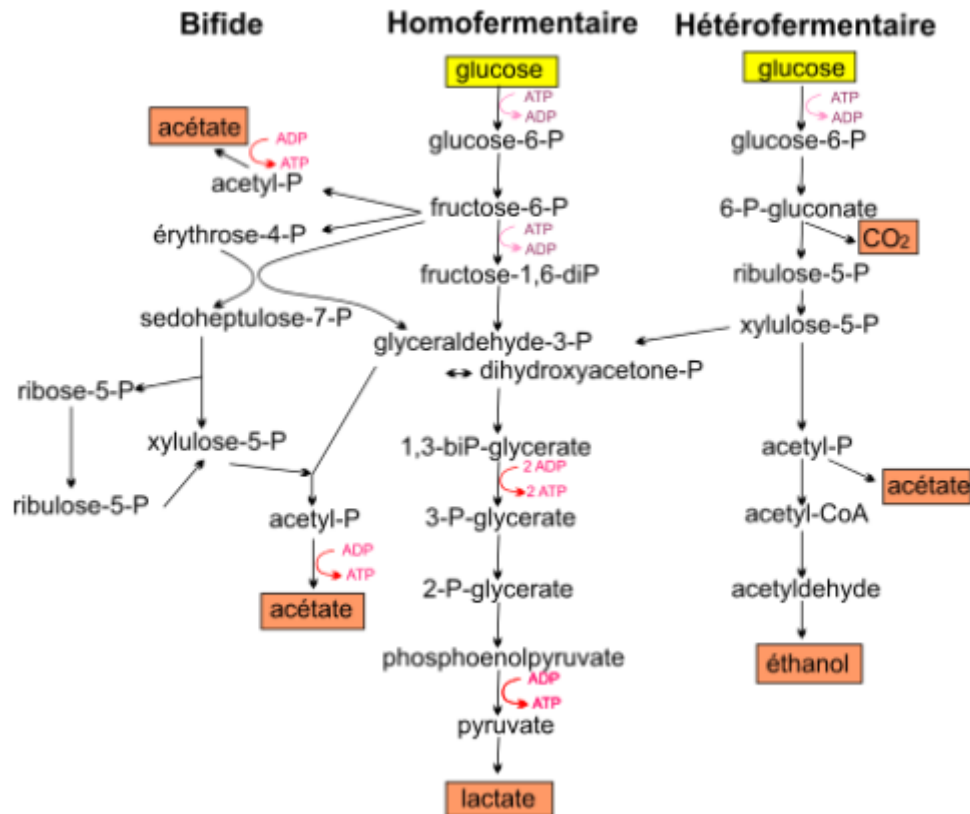 Bifide
Homofermentaire
Hétérofermentaire
glucose
glucose
ATP
ADP
ATP
ADP
acétate
ADP
ATP
glucose-6-P
glucose-6-P
acetyl-P
fructose-6-P
6-P-gluconate
érythrose-4-P
ATP
ADP
CO₂
fructose-1,6-diP
ribulose-5-P
sedoheptulose-7-P
glyceraldehyde-3-P
xylulose-5-P
dihydroxyacetone-P
ribose-5-P
xylulose-5-P
1,3-biP-glycerate
acetyl-P
2 ADP
2 ATP
acétate
ribulose-5-P
acetyl-P
3-P-glycerate
acetyl-CoA
ADP
ATP
acétate
2-P-glycerate
acetyldehyde
phosphoenolpyruvate
éthanol
ADP
ATP
pyruvate
lactate